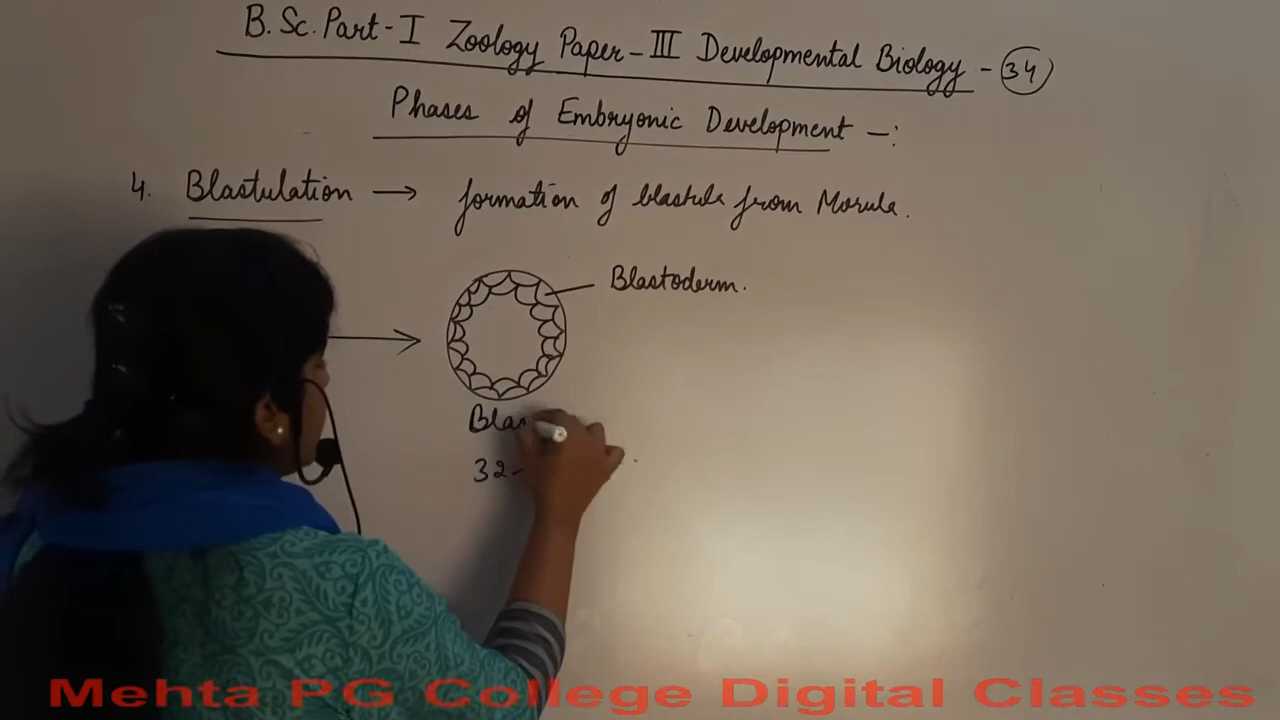 B.Sc. Part-I Zoology Paper-III Developmental Biology - 34
Phases of Embryonic Development -:
4. Blastulation → formation of blastula from Morula.
Blastoderm.
Blas
32-
Mehta PG College Digital Classes